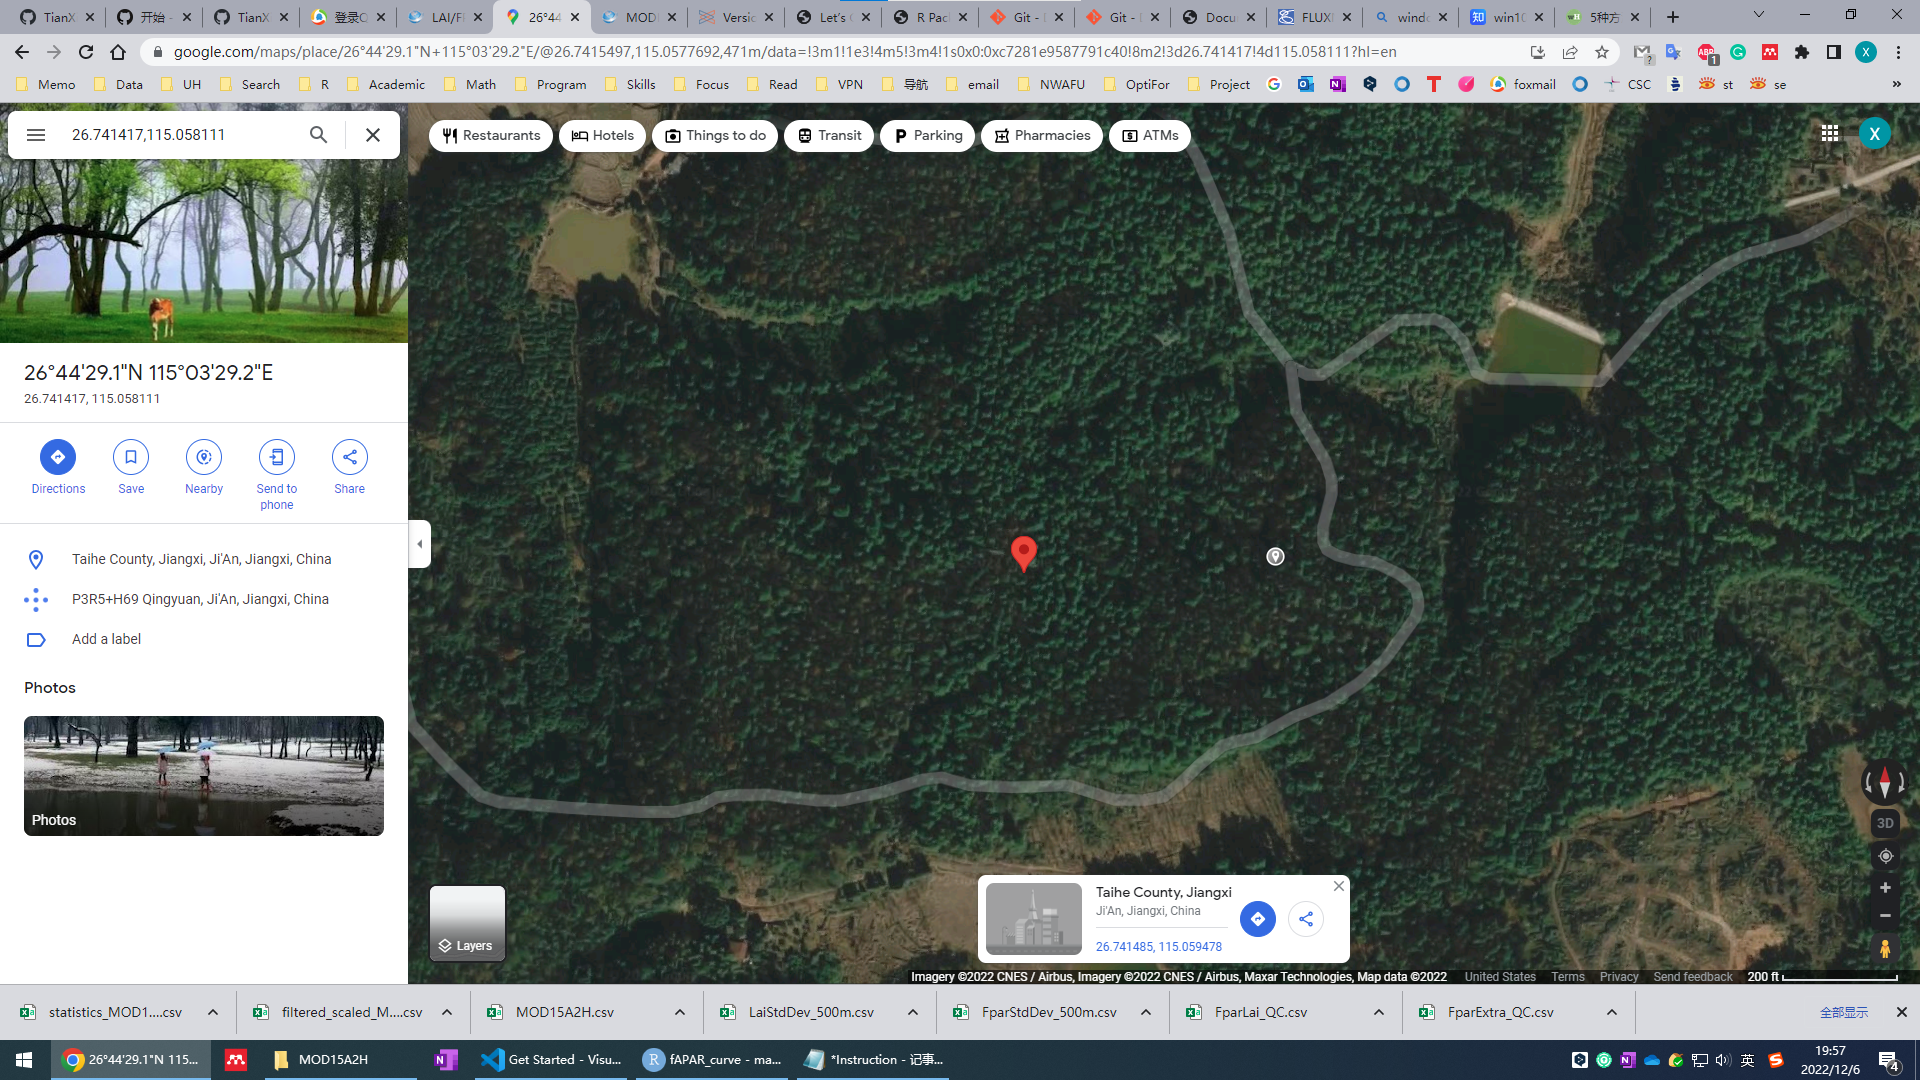 TianX
开始 -
TianX
登录Q
LAI/FF
26°44
MOD
Versio
Let's
R Pac
Git -
Git -
Docu
FLUX
windo
win10
5种方
google.com/maps/place/26°44'29.1"N+115°03'29.2"E/@26.7415497,115.0577692,471m/data=!3m1!1e3!4m5!3m4!1s0x0:0xc7281e9587791c40!8m2!3d26.741417!4d115.058111?hl=en
Memo Data UH Search R Academic Math Program Skills Focus Read VPN 导航 email NWAFU OptiFor Project foxmail CSC st se »
26.741417,115.058111
Restaurants Hotels Things to do Transit Parking Pharmacies ATMs
X
26°44'29.1"N 115°03'29.2"E
26.741417, 115.058111
Directions
Save
Nearby
Send to
phone
Share
Taihe County, Jiangxi, Ji'An, Jiangxi, China
P3R5+H69 Qingyuan, Ji'An, Jiangxi, China
Add a label
Photos
Photos
Layers
Taihe County, Jiangxi
Ji'An, Jiangxi, China
26.741485, 115.059478
3D
Imagery ©2022 CNES / Airbus, Imagery ©2022 CNES / Airbus, Maxar Technologies, Map data ©2022 United States Terms Privacy Send feedback 200 ft
statistics_MOD1....csv
filtered_scaled_M....csv
MOD15A2H.csv
LaiStdDev_500m.csv
FparStdDev_500m.csv
FparLai_QC.csv
FparExtra_QC.csv
全部显示
26°44'29.1"N 115...
MOD15A2H
Get Started - Visu...
fAPAR_curve - ma...
*Instruction - 记事...
英
19:57
2022/12/6
4